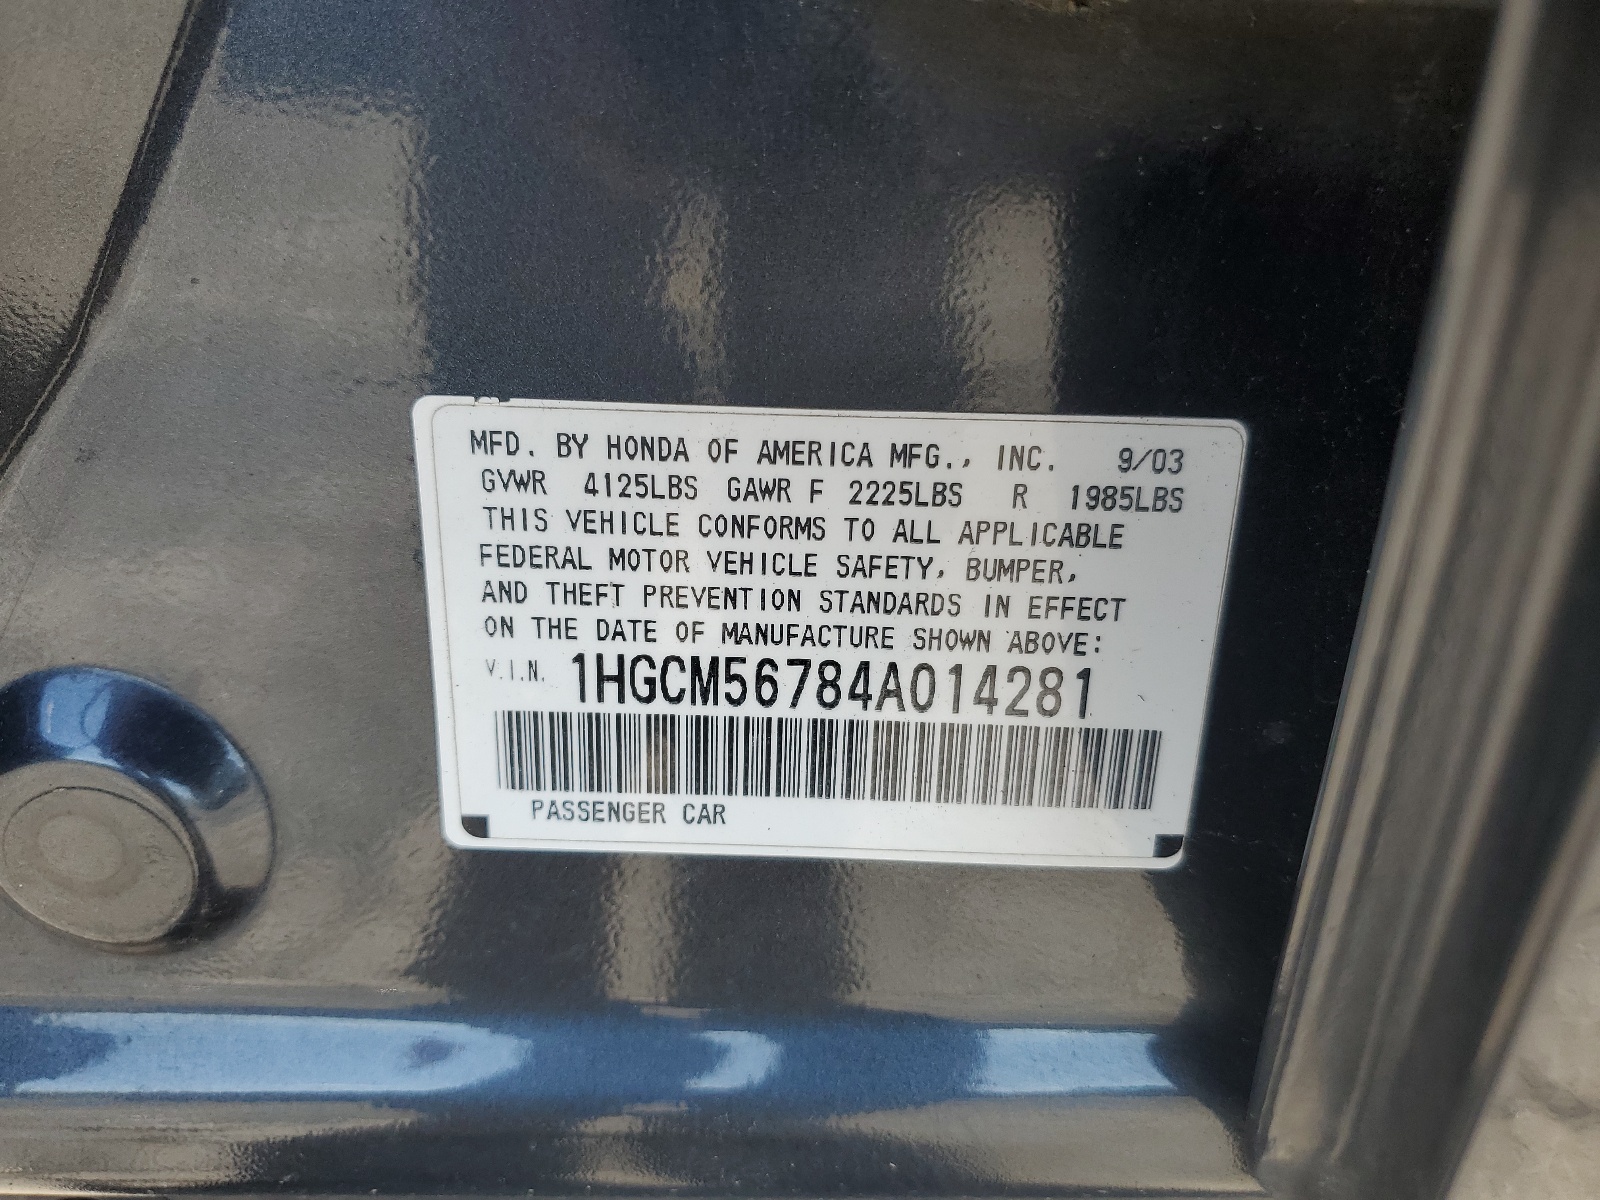 MFD. BY HONDA OF AMERICA MFG., INC. 9/03
GVWR 4125LBS GAWR F 2225LBS R 1985LBS
THIS VEHICLE CONFORMS TO ALL APPLICABLE
FEDERAL MOTOR VEHICLE SAFETY, BUMPER,
AND THEFT PREVENTION STANDARDS IN EFFECT
ON THE DATE OF MANUFACTURE SHOWN ABOVE:
V.I.N. 1HGCM56784A014281
PASSENGER CAR